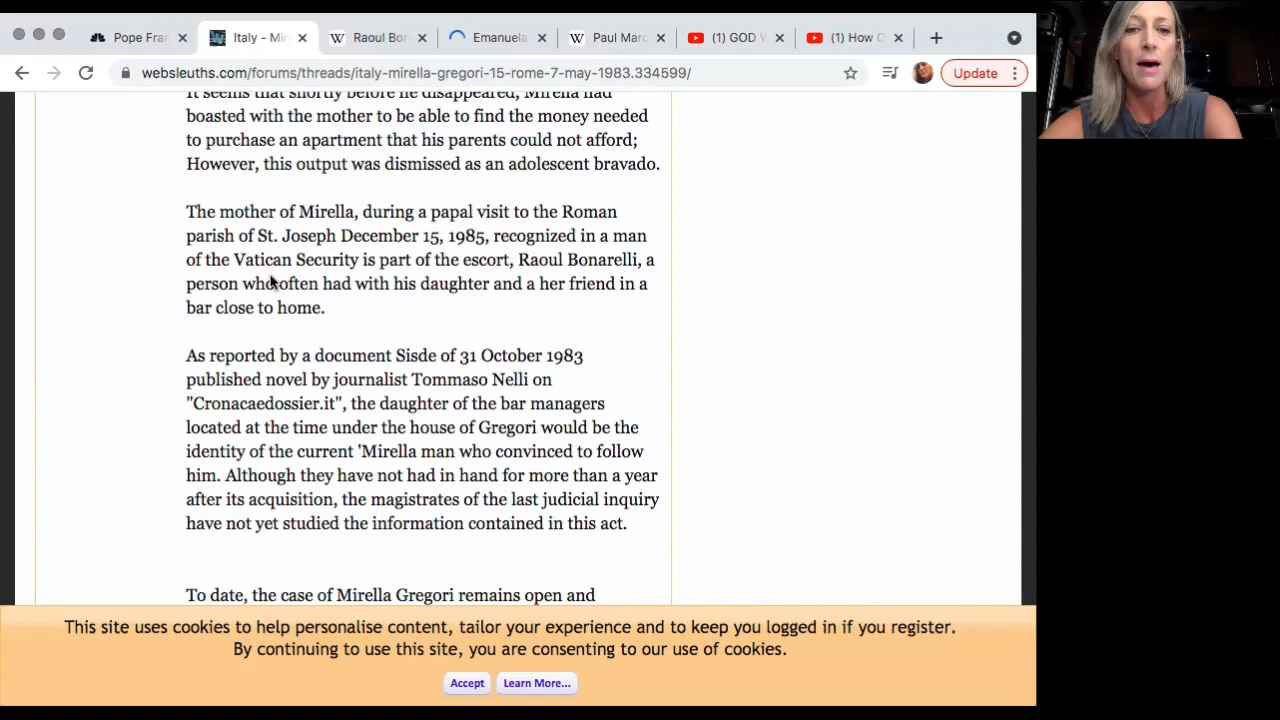 Pope Fra
Italy - Mi
Raoul Bo
Emanuela
Paul Marc
(1) GOD
(1) How C
websleuths.com/forums/threads/italy-mirella-gregori-15-rome-7-may-1983.334599/
Update
It seems that shortly before he disappeared, Mirella had
boasted with the mother to be able to find the money needed
to purchase an apartment that his parents could not afford;
However, this output was dismissed as an adolescent bravado.
The mother of Mirella, during a papal visit to the Roman
parish of St. Joseph December 15, 1985, recognized in a man
of the Vatican Security is part of the escort, Raoul Bonarelli, a
person who often had with his daughter and a her friend in a
bar close to home.
As reported by a document Sisde of 31 October 1983
published novel by journalist Tommaso Nelli on
"Cronacaedossier.it", the daughter of the bar managers
located at the time under the house of Gregori would be the
identity of the current 'Mirella man who convinced to follow
him. Although they have not had in hand for more than a year
after its acquisition, the magistrates of the last judicial inquiry
have not yet studied the information contained in this act.
To date, the case of Mirella Gregori remains open and
This site uses cookies to help personalise content, tailor your experience and to keep you logged in if you register.
By continuing to use this site, you are consenting to our use of cookies.
Accept
Learn More...